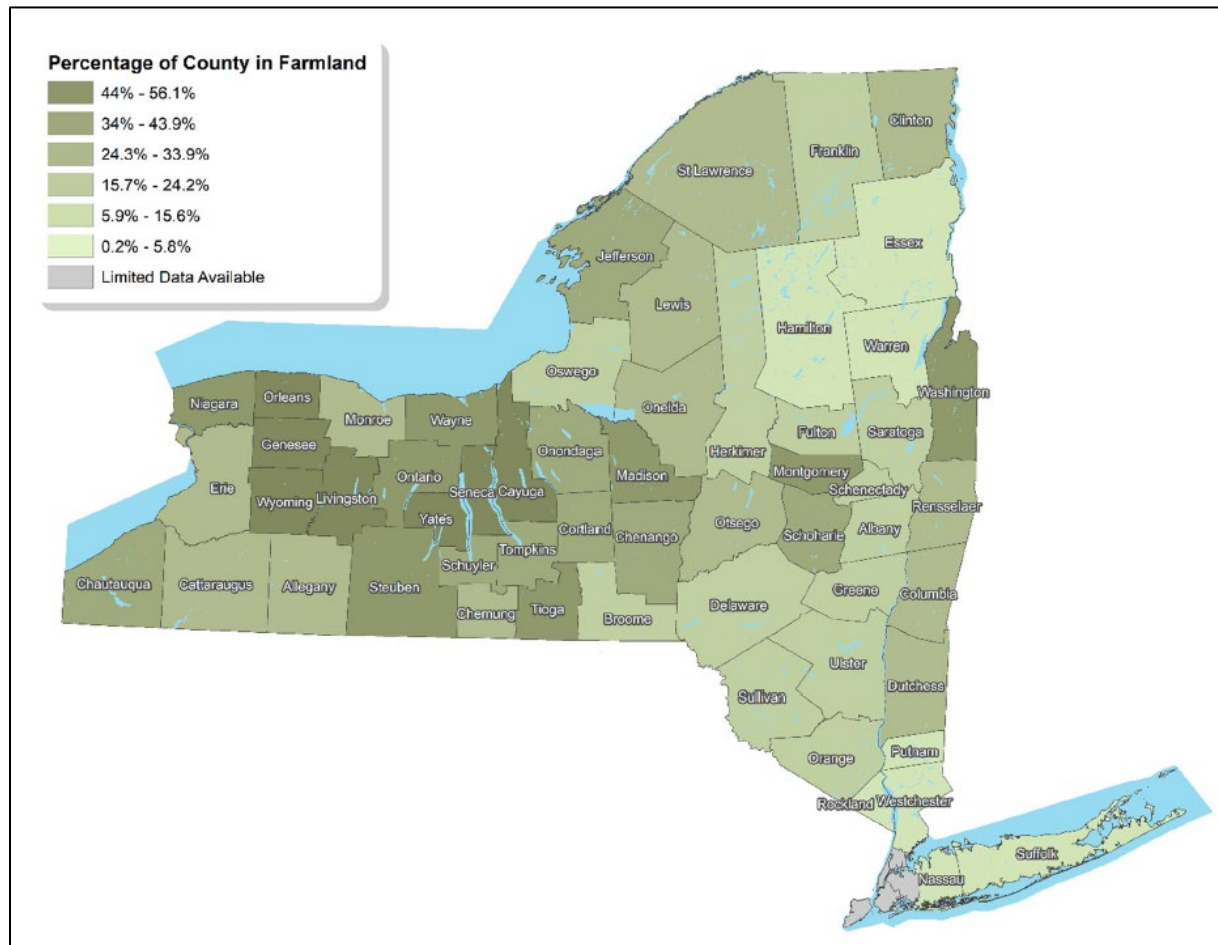 Percentage of County in Farmland
44% - 56.1%
34% - 43.9%
24.3% - 33.9%
15.7% - 24.2%
5.9% - 15.6%
0.2% - 5.8%
Limited Data Available
Clinton
Franklin
St Lawrence
Essex
Jefferson
Lewis
Hamilton
Warren
Oswego
Washington
Niagara
Orleans
Monroe
Wayne
Oneida
Herkimer
Fulton
Saratoga
Genesee
Onondaga
Madison
Montgomery
Ontario
Seneca
Cayuga
Schenectady
Erie
Wyoming
Livingston
Rensselaer
Yates
Cortland
Chenango
Otsego
Schoharie
Albany
Tompkins
Schuyler
Chautauqua
Cattaraugus
Allegany
Steuben
Greene
Columbia
Chemung
Tioga
Broome
Delaware
Ulster
Dutchess
Sullivan
Orange
Putnam
Rockland
Westchester
Suffolk
Nassau